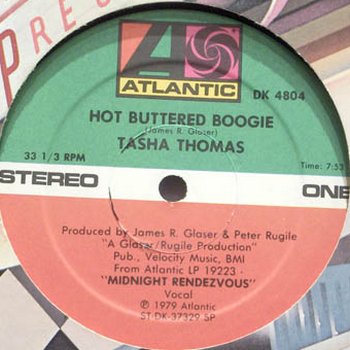 PRE
ATLANTIC
DK 4804
HOT BUTTERED BOOGIE
(James R. Glaser)
TASHA THOMAS
33 1/3 RPM
Time: 7:53
STEREO
ONE
Produced by James R. Glaser & Peter Rugile
"A Glaser/Rugile Production"
Pub., Velocity Music, BMI
From Atlantic LP 19223 -
"MIDNIGHT RENDEZVOUS"
Vocal
℗ 1979 Atlantic
ST-DK-37329 SP